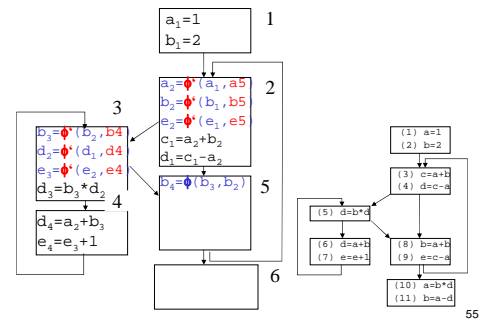 1
a₁=1
b₁=2
2
a₂=ϕ‘(a₁,a5)
b₂=ϕ‘(b₁,b5)
e₂=ϕ‘(e₁,e5)
c₁=a₂+b₂
d₁=c₁-a₂
3
b₃=ϕ‘(b₂,b4)
d₂=ϕ‘(d₁,d4)
e₃=ϕ‘(e₂,e4)
d₃=b₃*d₂
4
d₄=a₂+b₃
e₄=e₃+1
5
b₄=ϕ(b₃,b₂)
6
(1) a=1
(2) b=2
(3) c=a+b
(4) d=c-a
(5) d=b*d
(6) d=a+b
(7) e=e+1
(8) b=a+b
(9) e=c-a
(10) a=b*d
(11) b=a-d
55